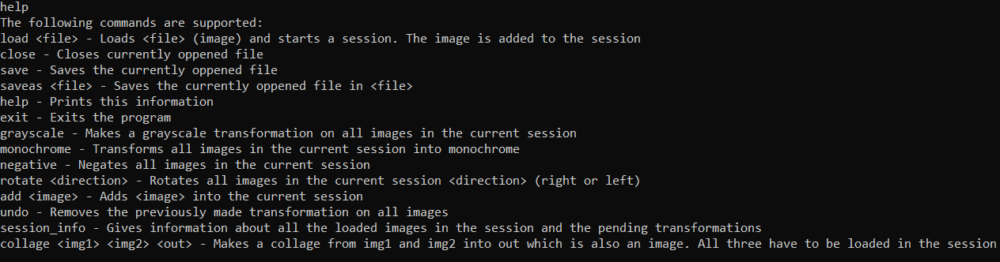 help
The following commands are supported:
load <file> - Loads <file> (image) and starts a session. The image is added to the session
close - Closes currently oppened file
save - Saves the currently oppened file
saveas <file> - Saves the currently oppened file in <file>
help - Prints this information
exit - Exits the program
grayscale - Makes a grayscale transformation on all images in the current session
monochrome - Transforms all images in the current session into monochrome
negative - Negates all images in the current session
rotate <direction> - Rotates all images in the current session <direction> (right or left)
add <image> - Adds <image> into the current session
undo - Removes the previously made transformation on all images
session_info - Gives information about all the loaded images in the session and the pending transformations
collage <img1> <img2> <out> - Makes a collage from img1 and img2 into out which is also an image. All three have to be loaded in the session